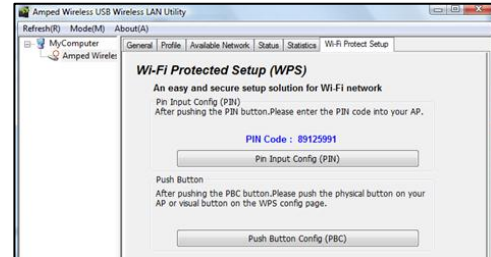 Amped Wireless USB Wireless LAN Utility
Refresh(R) Mode(M) About(A)
MyComputer
Amped Wireles
General Profile Available Network Status Statistics Wi-Fi Protect Setup
Wi-Fi Protected Setup (WPS)
An easy and secure setup solution for Wi-Fi network
Pin Input Config (PIN)
After pushing the PIN button.Please enter the PIN code into your AP.
PIN Code : 89125991
Pin Input Config (PIN)
Push Button
After pushing the PBC button.Please push the physical button on your
AP or visual button on the WPS config page.
Push Button Config (PBC)